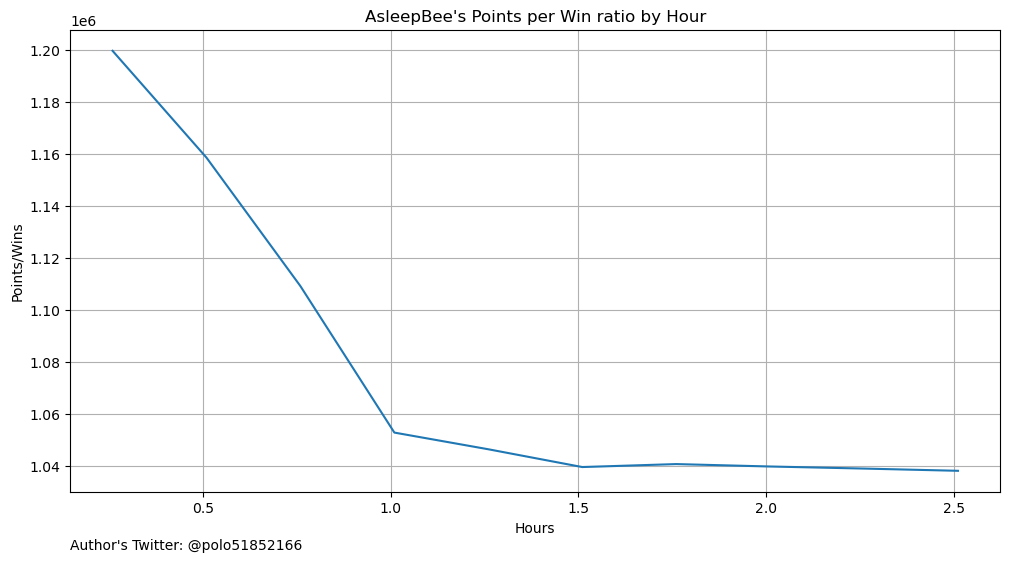 AsleepBee's Points per Win ratio by Hour
1e6
1.20
1.18
1.16
1.14
1.12
1.10
1.08
1.06
1.04
Points/Wins
0.5 1.0 1.5 2.0 2.5
Hours
Author's Twitter: @polo51852166